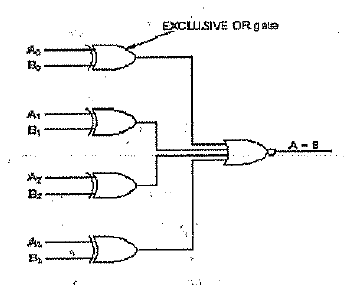 EXCLUSIVE OR gate
A0
B0
A1
B1
A = B
A2
B2
A3
B3